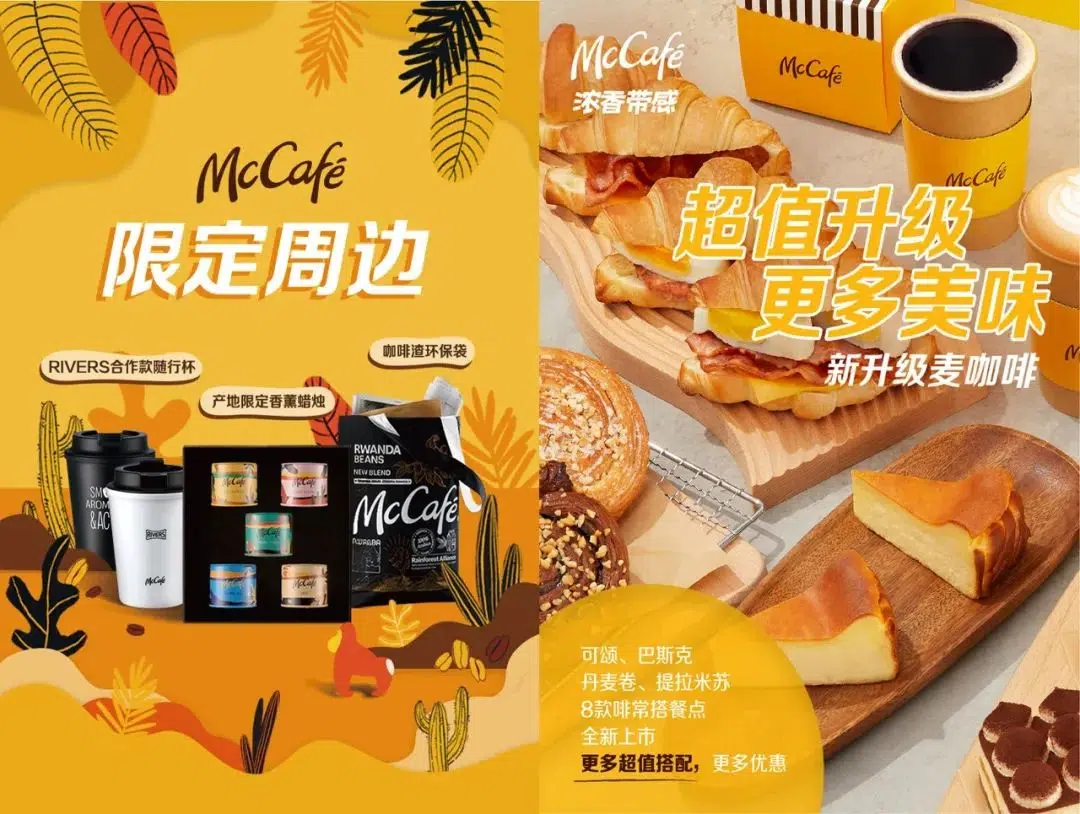 McCafé
限定周边
RIVERS合作款随行杯
咖啡渣环保袋
产地限定香薰蜡烛
RIVERS
McCafé
McCafé
McCafé
McCafé
McCafé
RWANDA
BEANS
NEW BLEND
McCafé
Rainforest Alliance
McCafé
浓香带感
McCafé
McCafé
超值升级
更多美味
新升级麦咖啡
可颂、巴斯克
丹麦卷、提拉米苏
8款啡常搭餐点
全新上市
更多超值搭配，更多优惠